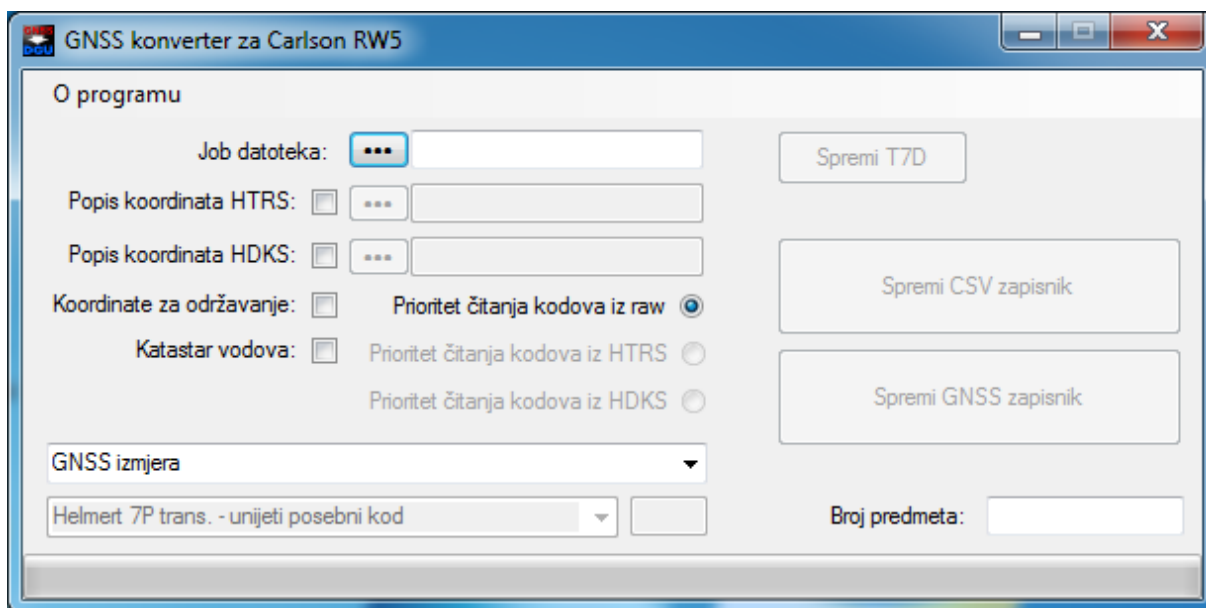 GNSS konverter za Carlson RW5
O programu
Job datoteka:
Spremi T7D
Popis koordinata HTRS:
Popis koordinata HDKS:
Spremi CSV zapisnik
Koordinate za održavanje:
Prioritet čitanja kodova iz raw
Katastar vodova:
Prioritet čitanja kodova iz HTRS
Prioritet čitanja kodova iz HDKS
Spremi GNSS zapisnik
GNSS izmjera
Helmert 7P trans. - unijeti posebni kod
Broj predmeta: